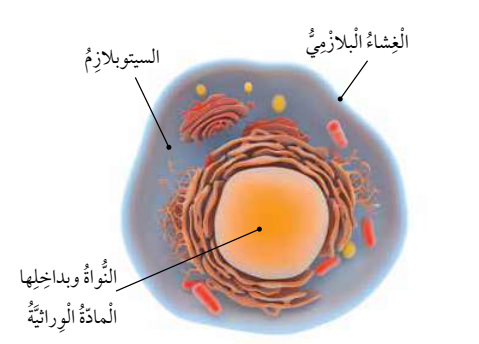 الْغِشاءُ الْبلازْمِيُّ
السيتوبلازِمُ
النُّواةُ وبداخِلِها
الْمادّةُ الْوِراثيَّةُ